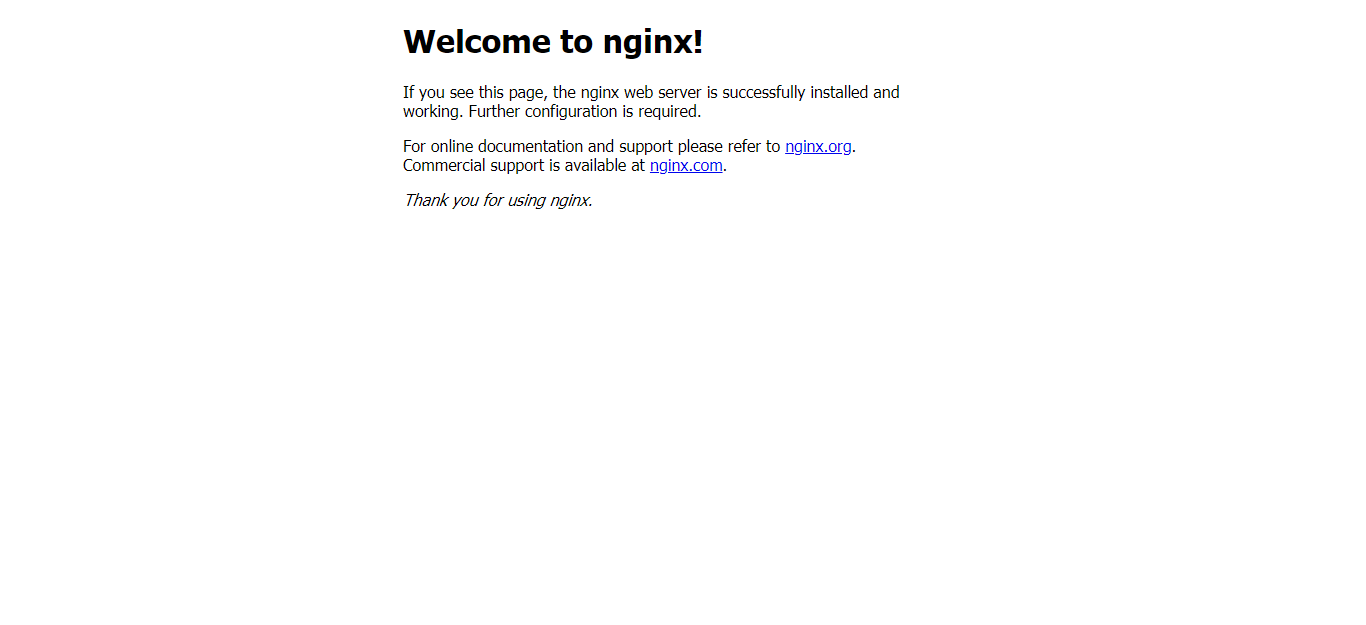 Welcome to nginx!
If you see this page, the nginx web server is successfully installed and
working. Further configuration is required.
For online documentation and support please refer to nginx.org.
Commercial support is available at nginx.com.
Thank you for using nginx.